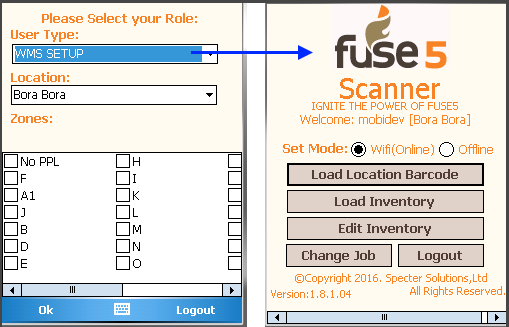 Please Select your Role:
User Type:
WMS SETUP
Location:
Bora Bora
Zones:
No PPL
H
F
I
A1
K
J
L
B
M
D
N
E
O
Ok
Logout
fuse 5
Scanner
IGNITE THE POWER OF FUSE5
Welcome: mobidev [Bora Bora]
Set Mode: Wifi(Online) Offline
Load Location Barcode
Load Inventory
Edit Inventory
Change Job
Logout
©Copyright 2016. Specter Solutions,Ltd
Version:1.8.1.04
All Rights Reserved.